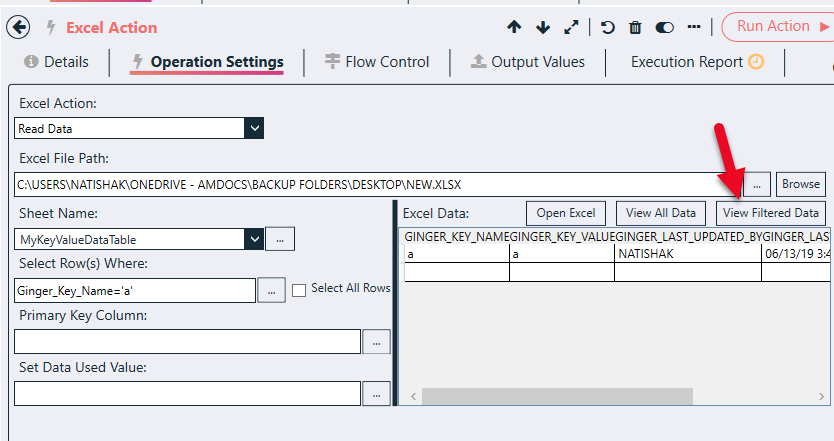 Excel Action
Run Action
Details
Operation Settings
Flow Control
Output Values
Execution Report
Excel Action:
Read Data
Excel File Path:
C:\USERS\NATISHAK\ONEDRIVE - AMDOCS\BACKUP FOLDERS\DESKTOP\NEW.XLSX
...
Browse
Sheet Name:
MyKeyValueDataTable
...
Select Row(s) Where:
Ginger_Key_Name='a'
...
Select All Rows
Primary Key Column:
...
Set Data Used Value:
...
Excel Data:
Open Excel
View All Data
View Filtered Data
GINGER_KEY_NAME GINGER_KEY_VALUE GINGER_LAST_UPDATED_BY GINGER_LAS
a a NATISHAK 06/13/19 3:4